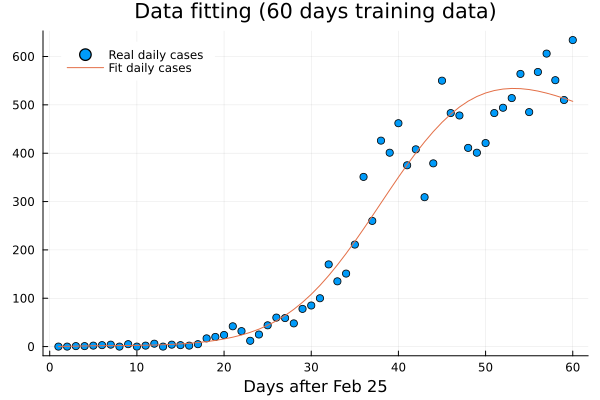 Data fitting (60 days training data)
Real daily cases
Fit daily cases
600
500
400
300
200
100
0
0 10 20 30 40 50 60
Days after Feb 25